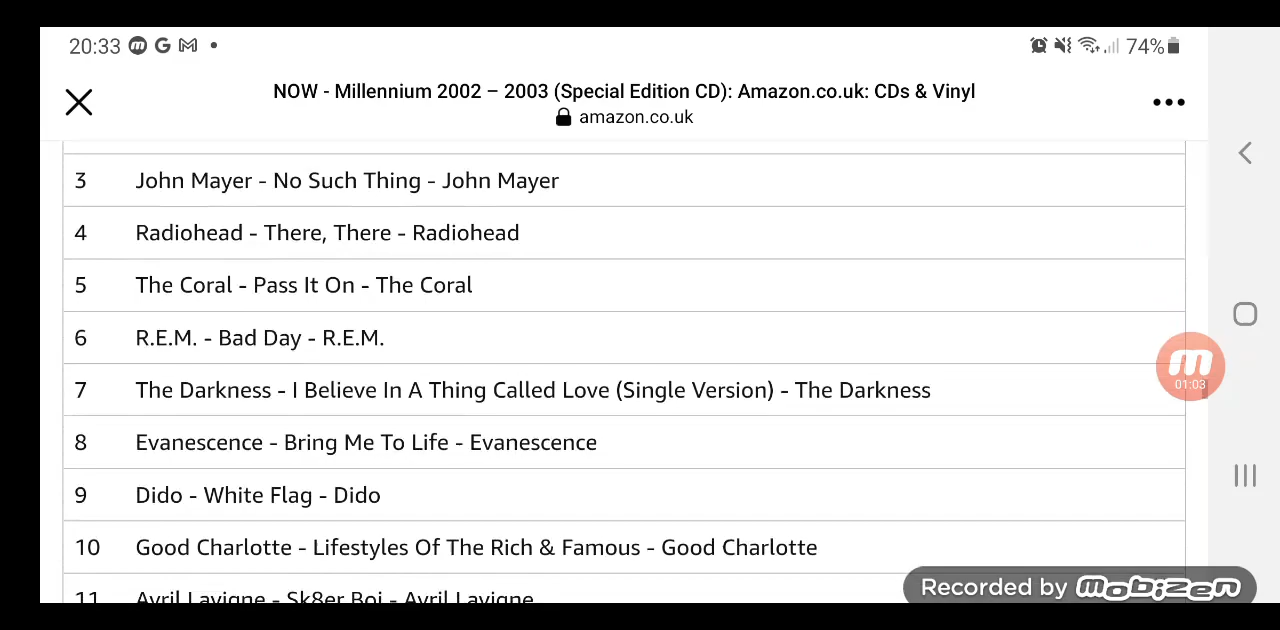 20:33 74%
NOW - Millennium 2002 – 2003 (Special Edition CD): Amazon.co.uk: CDs & Vinyl
amazon.co.uk
3 John Mayer - No Such Thing - John Mayer
4 Radiohead - There, There - Radiohead
5 The Coral - Pass It On - The Coral
6 R.E.M. - Bad Day - R.E.M.
7 The Darkness - I Believe In A Thing Called Love (Single Version) - The Darkness
01:03
8 Evanescence - Bring Me To Life - Evanescence
9 Dido - White Flag - Dido
10 Good Charlotte - Lifestyles Of The Rich & Famous - Good Charlotte
11 Avril Lavigne - Sk8er Boi - Avril Lavigne
Recorded by mobizen